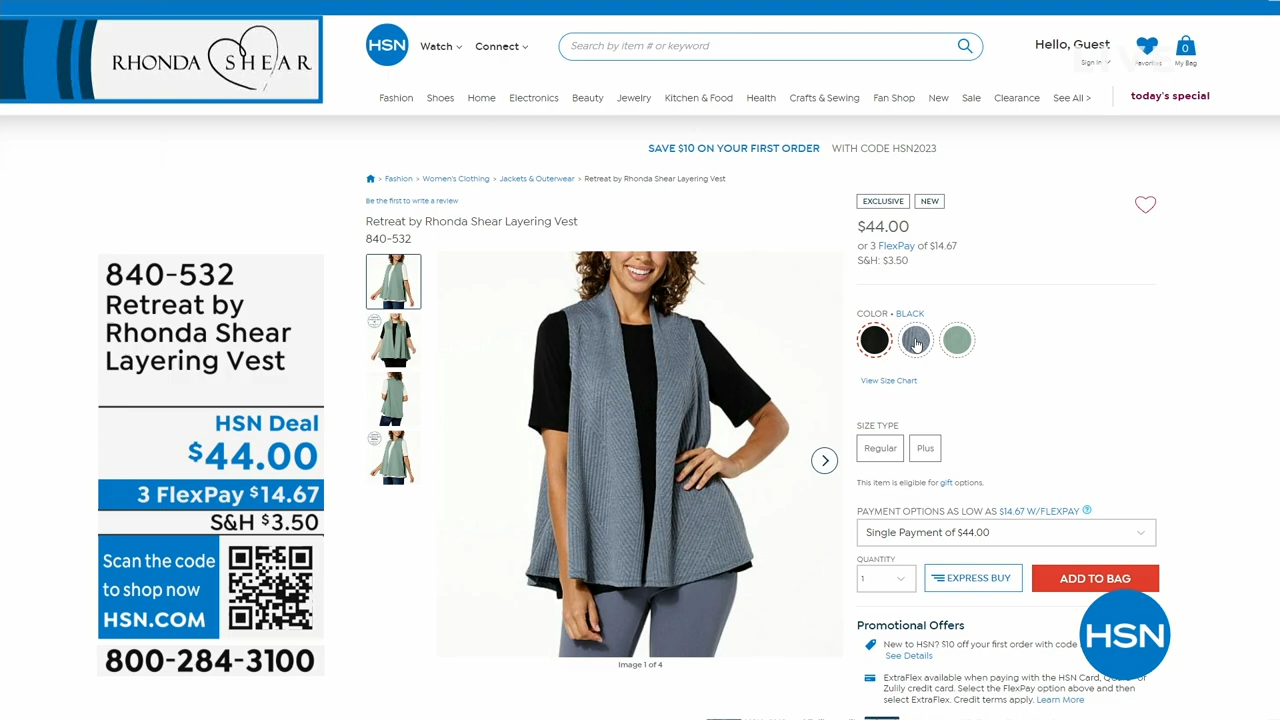 RHONDA SHEAR
HSN
Watch
Connect
Search by item # or keyword
Hello, Guest
Sign In
Favorites
0
My Bag
Fashion
Shoes
Home
Electronics
Beauty
Jewelry
Kitchen & Food
Health
Crafts & Sewing
Fan Shop
New
Sale
Clearance
See All >
today's special
SAVE $10 ON YOUR FIRST ORDER WITH CODE HSN2023
> Fashion > Women's Clothing > Jackets & Outerwear > Retreat by Rhonda Shear Layering Vest
Be the first to write a review
Retreat by Rhonda Shear Layering Vest
840-532
Image 1 of 4
EXCLUSIVE
NEW
$44.00
or 3 FlexPay of $14.67
S&H: $3.50
COLOR • BLACK
View Size Chart
SIZE TYPE
Regular
Plus
This item is eligible for gift options.
PAYMENT OPTIONS AS LOW AS $14.67 W/FLEXPAY
Single Payment of $44.00
QUANTITY
1
EXPRESS BUY
ADD TO BAG
Promotional Offers
New to HSN? $10 off your first order with code
See Details
ExtraFlex available when paying with the HSN Card, or
Zulily credit card. Select the FlexPay option above and then
select ExtraFlex. Credit terms apply. Learn More
HSN
840-532
Retreat by
Rhonda Shear
Layering Vest
HSN Deal
$44.00
3 FlexPay $14.67
S&H $3.50
Scan the code
to shop now
HSN.COM
800-284-3100